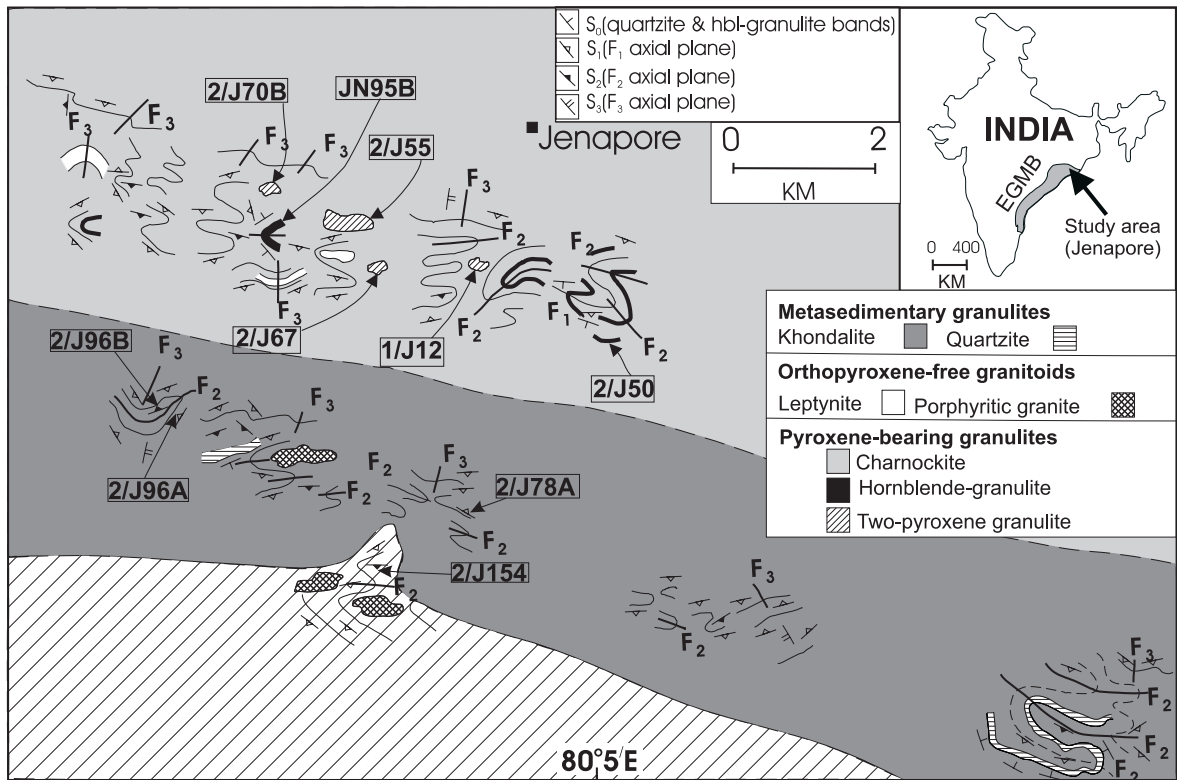 S0(quartzite & hbl-granulite bands)
S1(F1 axial plane)
S2(F2 axial plane)
S3(F3 axial plane)
Jenapore
0 2
KM
INDIA
EGMB
Study area
(Jenapore)
0 400
KM
2/J70B
JN95B
2/J55
F3
F3
F3
F3
F3
F2
F2
F3
F2
F1
F2
2/J67
1/J12
2/J50
2/J96B
F3
F2
F3
2/J96A
F2
F3
F2
2/J78A
F2
2/J154
F2
F3
F2
F3
F2
F2
F2
80°5E
Metasedimentary granulites
Khondalite Quartzite
Orthopyroxene-free granitoids
Leptynite Porphyritic granite
Pyroxene-bearing granulites
Charnockite
Hornblende-granulite
Two-pyroxene granulite